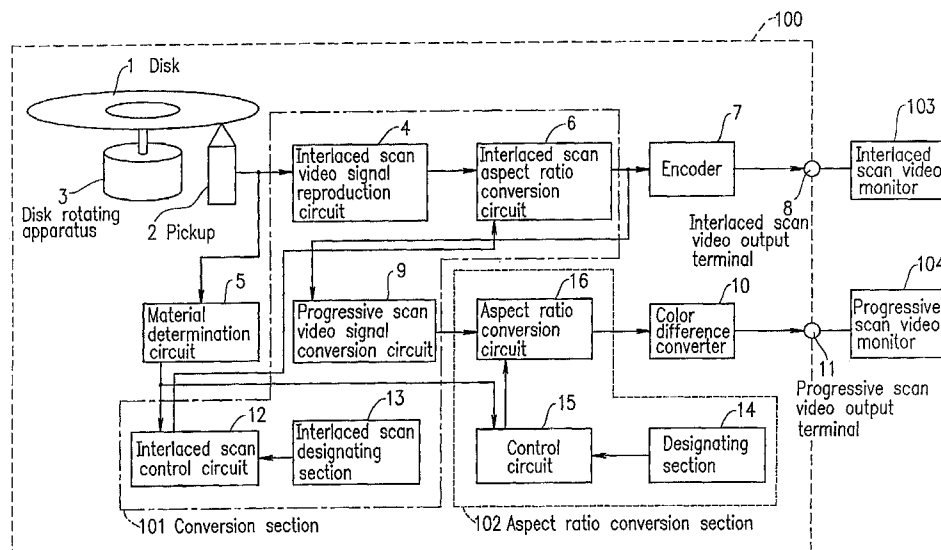 100
1 Disk
3
Disk rotating
apparatus
2 Pickup
4
Interlaced scan
video signal
reproduction
circuit
6
Interlaced scan
aspect ratio
conversion circuit
7
Encoder
8
Interlaced scan
video output
terminal
103
Interlaced
scan video
monitor
5
Material
determination
circuit
9
Progressive scan
video signal
conversion circuit
16
Aspect ratio
conversion
circuit
10
Color
difference
converter
11
Progressive scan
video output
terminal
104
Progressive
scan video
monitor
12
Interlaced scan
control circuit
13
Interlaced scan
designating
section
15
Control
circuit
14
Designating
section
101 Conversion section
102 Aspect ratio conversion section